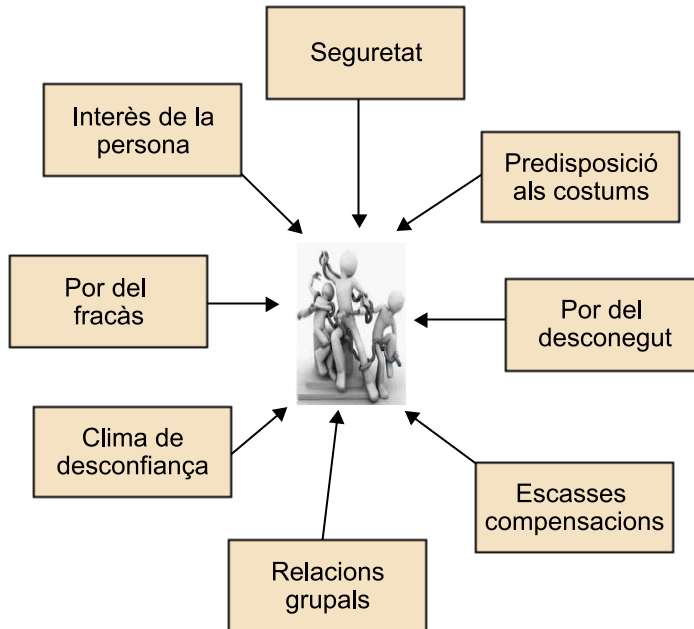 Seguretat
Interès de la
persona
Predisposició
als costums
Por del
fracàs
Por del
desconegut
Clima de
desconfiança
Escasses
compensacions
Relacions
grupals